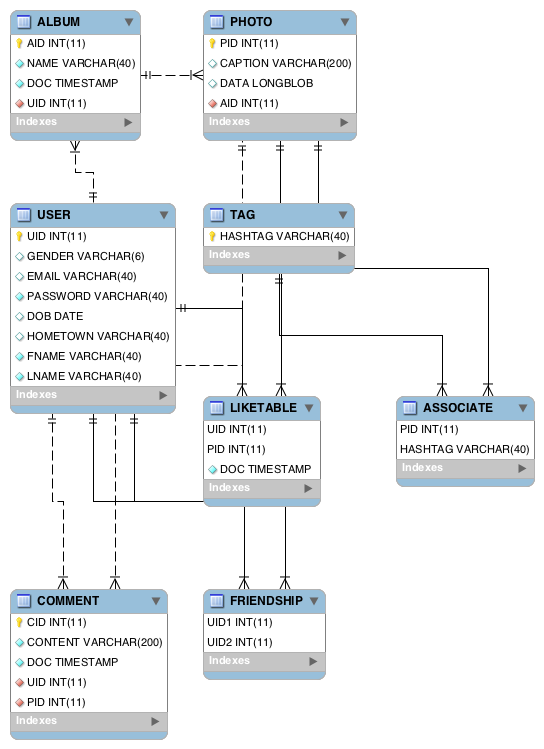 ALBUM
AID INT(11)
NAME VARCHAR(40)
DOC TIMESTAMP
UID INT(11)
Indexes
PHOTO
PID INT(11)
CAPTION VARCHAR(200)
DATA LONGBLOB
AID INT(11)
Indexes
USER
UID INT(11)
GENDER VARCHAR(6)
EMAIL VARCHAR(40)
PASSWORD VARCHAR(40)
DOB DATE
HOMETOWN VARCHAR(40)
FNAME VARCHAR(40)
LNAME VARCHAR(40)
Indexes
TAG
HASHTAG VARCHAR(40)
Indexes
LIKETABLE
UID INT(11)
PID INT(11)
DOC TIMESTAMP
Indexes
ASSOCIATE
PID INT(11)
HASHTAG VARCHAR(40)
Indexes
COMMENT
CID INT(11)
CONTENT VARCHAR(200)
DOC TIMESTAMP
UID INT(11)
PID INT(11)
Indexes
FRIENDSHIP
UID1 INT(11)
UID2 INT(11)
Indexes